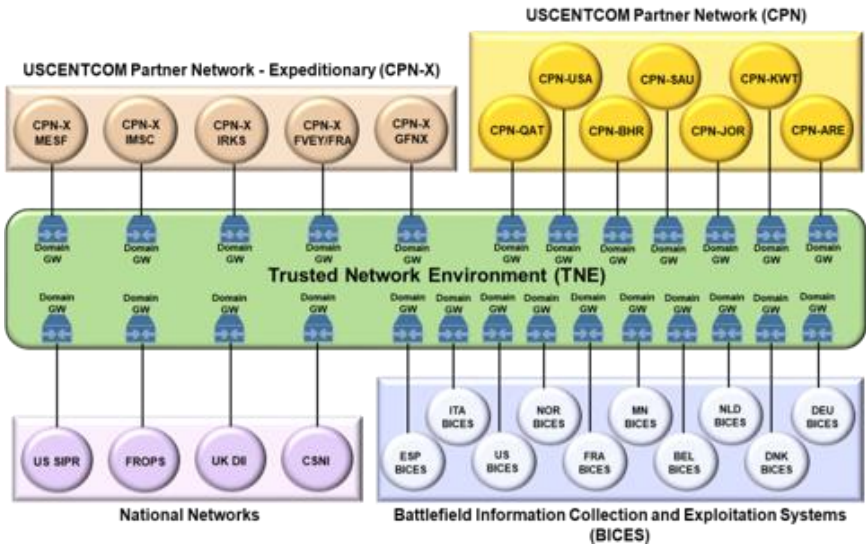 USCENTCOM Partner Network (CPN)
USCENTCOM Partner Network - Expeditionary (CPN-X)
CPN-X
MESF
CPN-X
IMSC
CPN-X
IRKS
CPN-X
FVEY/FRA
CPN-X
GFNX
CPN-USA
CPN-SAU
CPN-KWT
CPN-QAT
CPN-BHR
CPN-JOR
CPN-ARE
Domain
GW
Domain
GW
Domain
GW
Domain
GW
Domain
GW
Domain
GW
Domain
GW
Domain
GW
Domain
GW
Domain
GW
Domain
GW
Domain
GW
Trusted Network Environment (TNE)
Domain
GW
Domain
GW
Domain
GW
Domain
GW
Domain
GW
Domain
GW
Domain
GW
Domain
GW
Domain
GW
Domain
GW
Domain
GW
Domain
GW
Domain
GW
Domain
GW
US SIPR
FROPS
UK DII
CSNI
ITA
BICES
NOR
BICES
MN
BICES
NLD
BICES
DEU
BICES
ESP
BICES
US
BICES
FRA
BICES
BEL
BICES
DNK
BICES
National Networks
Battlefield Information Collection and Exploitation Systems
(BICES)